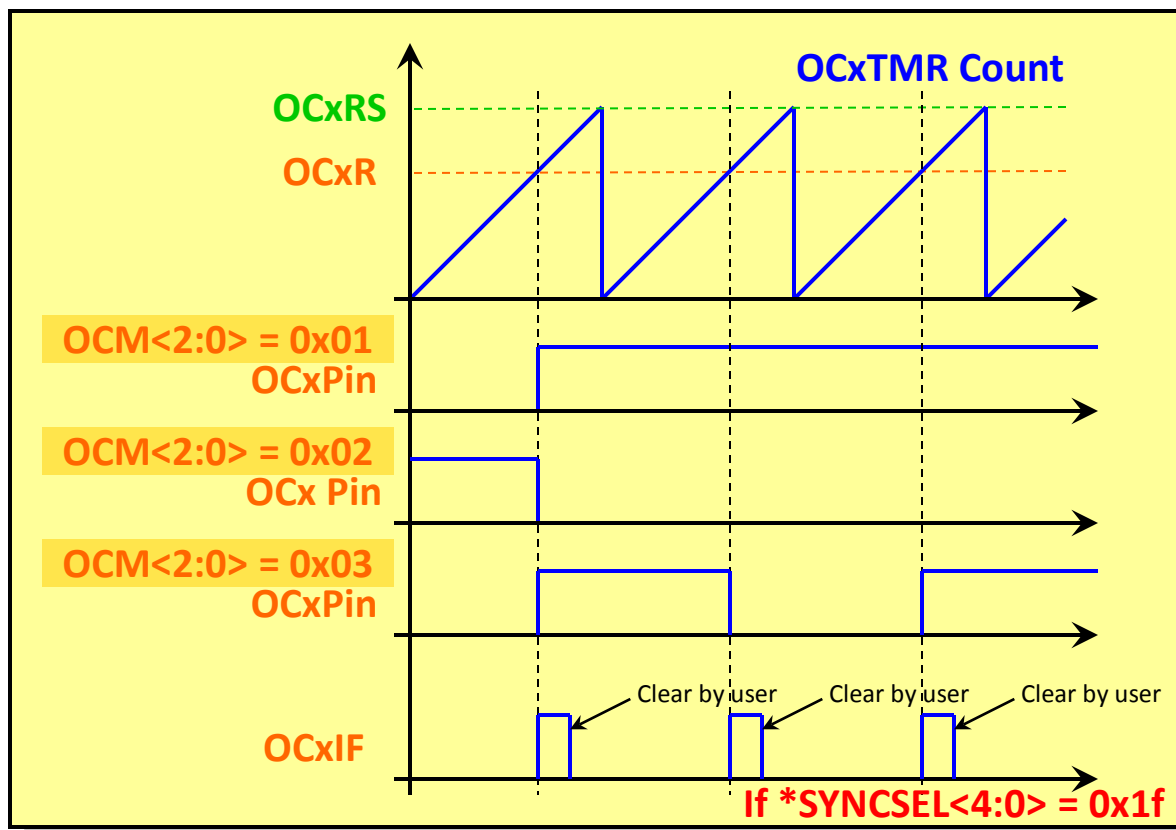 OCxTMR Count
OCxRS
OCxR
OCM<2:0> = 0x01
OCxPin
OCM<2:0> = 0x02
OCx Pin
OCM<2:0> = 0x03
OCxPin
Clear by user
Clear by user
Clear by user
OCxIF
If *SYNCSEL<4:0> = 0x1f